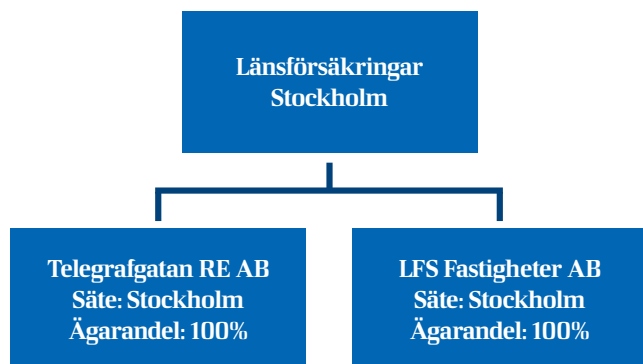 Länsförsäkringar
Stockholm
Telegrafgatan RE AB
Säte: Stockholm
Ägarandel: 100%
LFS Fastigheter AB
Säte: Stockholm
Ägarandel: 100%